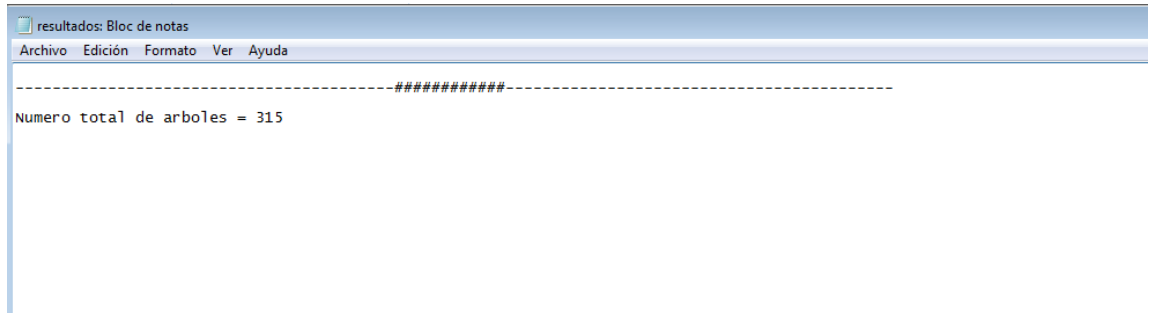 resultados: Bloc de notas
Archivo Edición Formato Ver Ayuda
-----------------------------------------############------------------------------------------
Numero total de arboles = 315